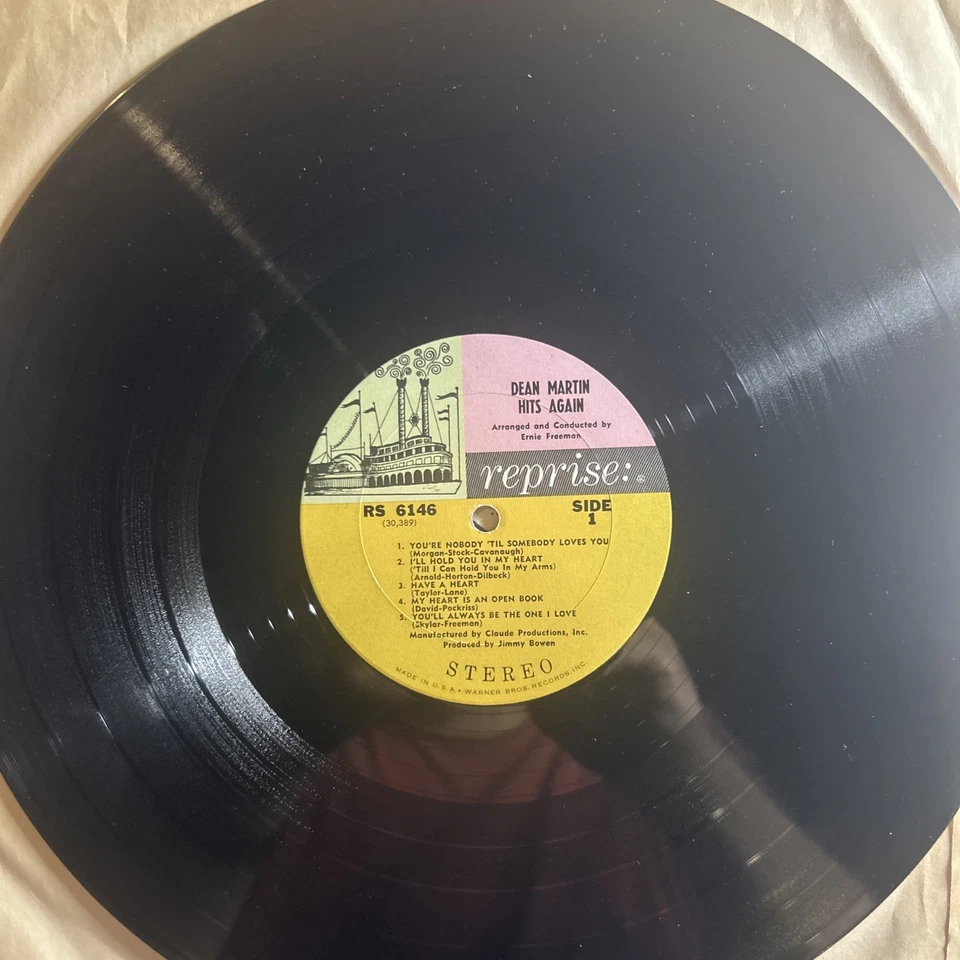 DEAN MARTIN
HITS AGAIN
Arranged and Conducted by
Ernie Freeman
reprise: ®
RS 6146
(30,389)
SIDE
1
1. YOU'RE NOBODY 'TIL SOMEBODY LOVES YOU
(Morgan-Stock-Cavanaugh)
2. I'LL HOLD YOU IN MY HEART
('Till I Can Hold You In My Arms)
(Arnold-Horton-Dilbeck)
3. HAVE A HEART
(Taylor-Lane)
4. MY HEART IS AN OPEN BOOK
(David-Pockriss)
5. YOU'LL ALWAYS BE THE ONE I LOVE
(Skylar-Freeman)
Manufactured by Claude Productions, Inc.
Produced by Jimmy Bowen
STEREO
MADE IN U.S.A. • WARNER BROS. RECORDS, INC.